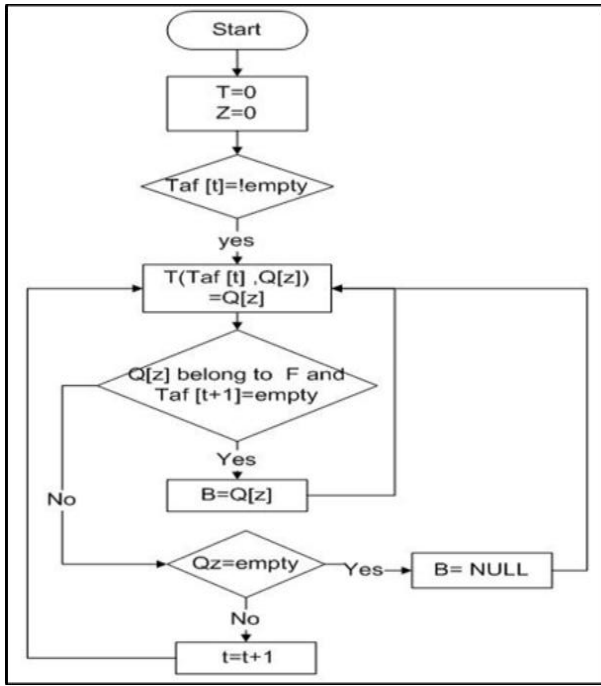 Start
T=0
Z=0
Taf [t]=!empty
yes
T(Taf [t] ,Q[z])
=Q[z]
Q[z] belong to F and
Taf [t+1]=empty
Yes
B=Q[z]
No
Qz=empty
Yes
B= NULL
No
t=t+1